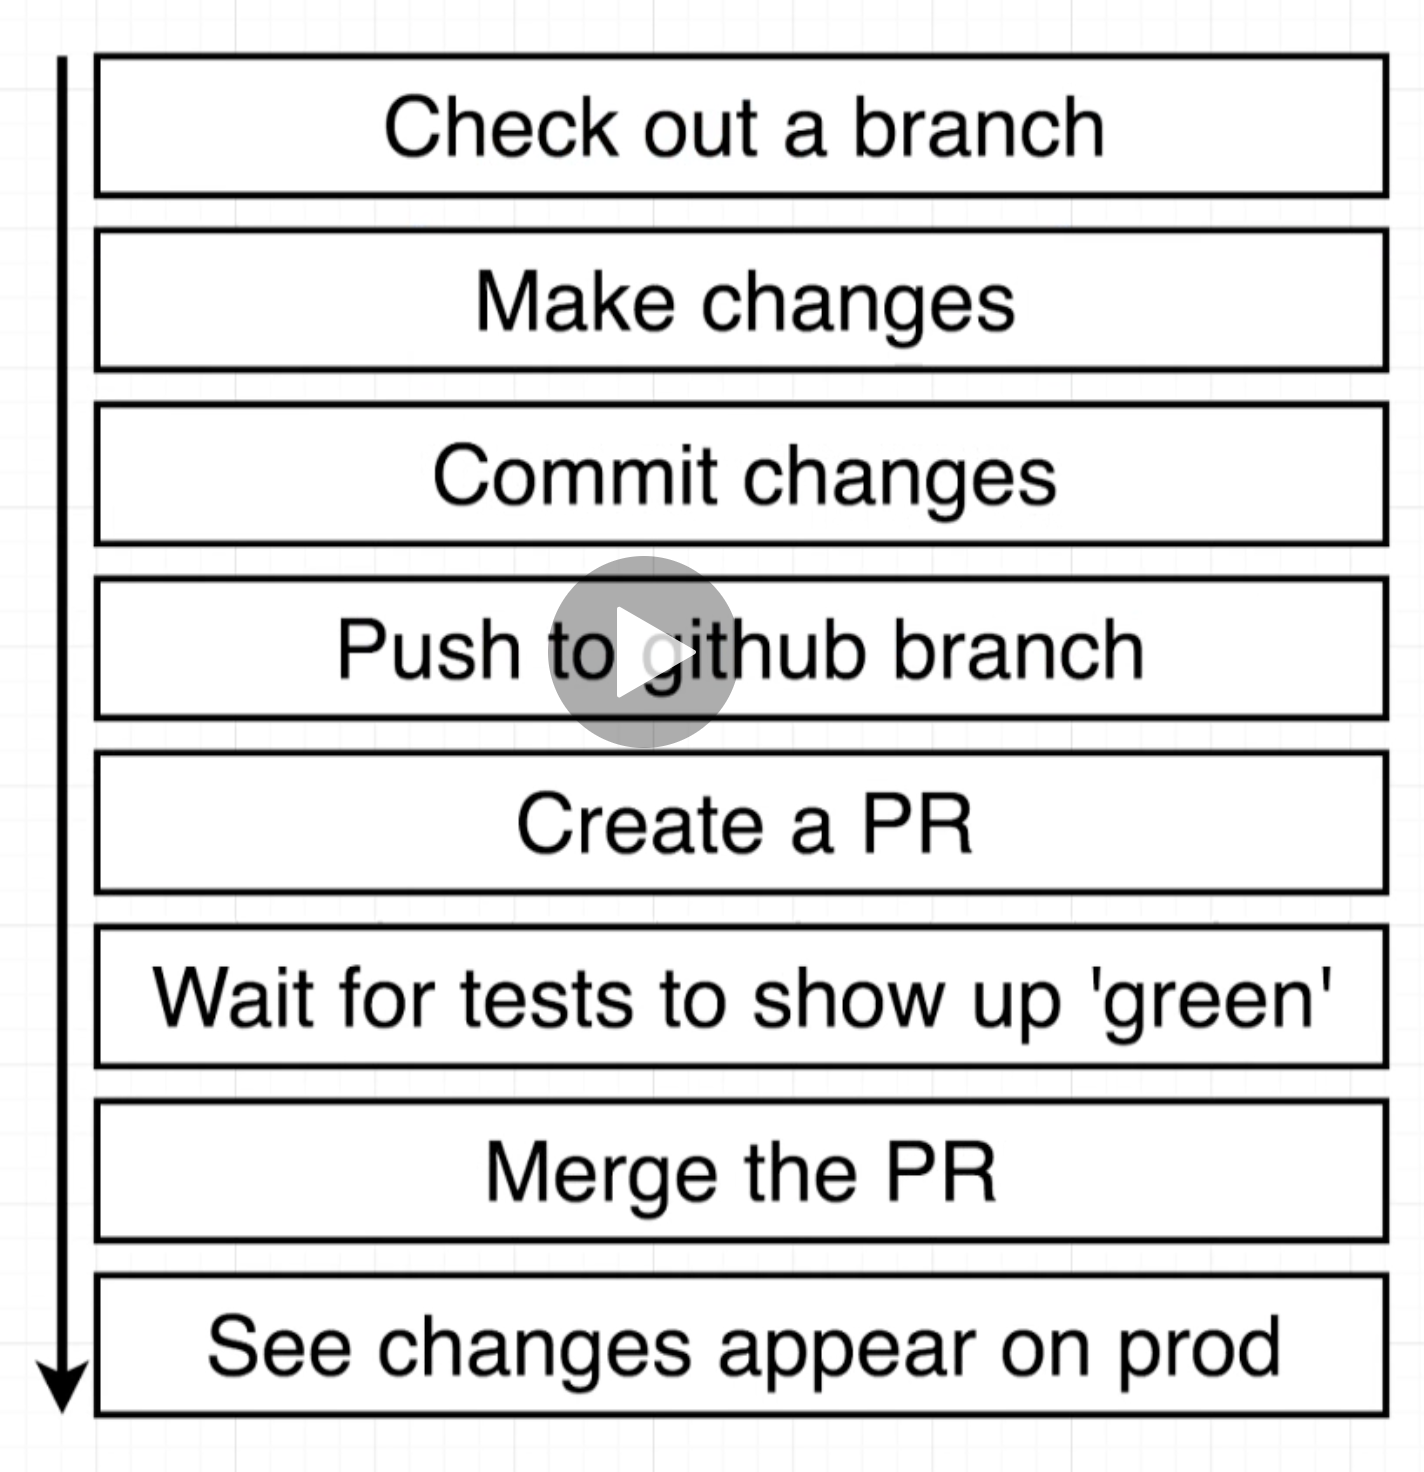 Check out a branch
Make changes
Commit changes
Push to github branch
Create a PR
Wait for tests to show up 'green'
Merge the PR
See changes appear on prod